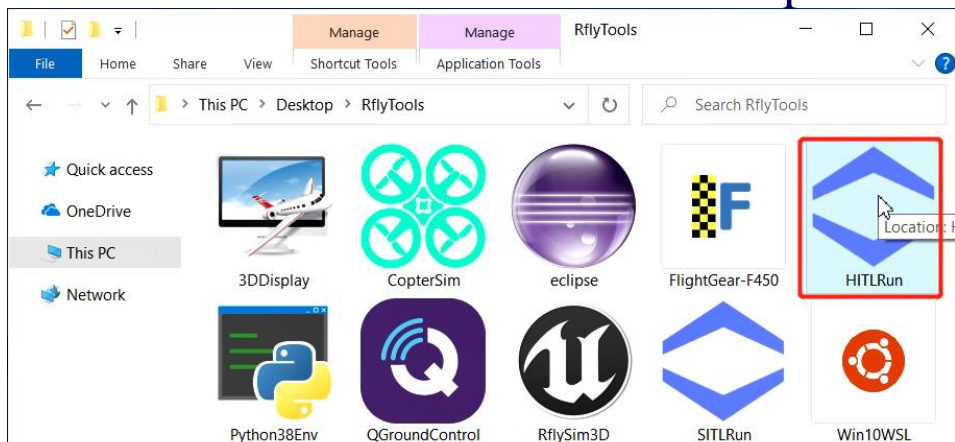 Manage Manage RflyTools
File Home Share View Shortcut Tools Application Tools
This PC > Desktop > RflyTools Search RflyTools
Quick access
OneDrive
This PC
Network
3DDisplay CopterSim eclipse FlightGear-F450 HITLRun
Location: H
Python38Env QGroundControl RflySim3D SITLRun Win10WSL